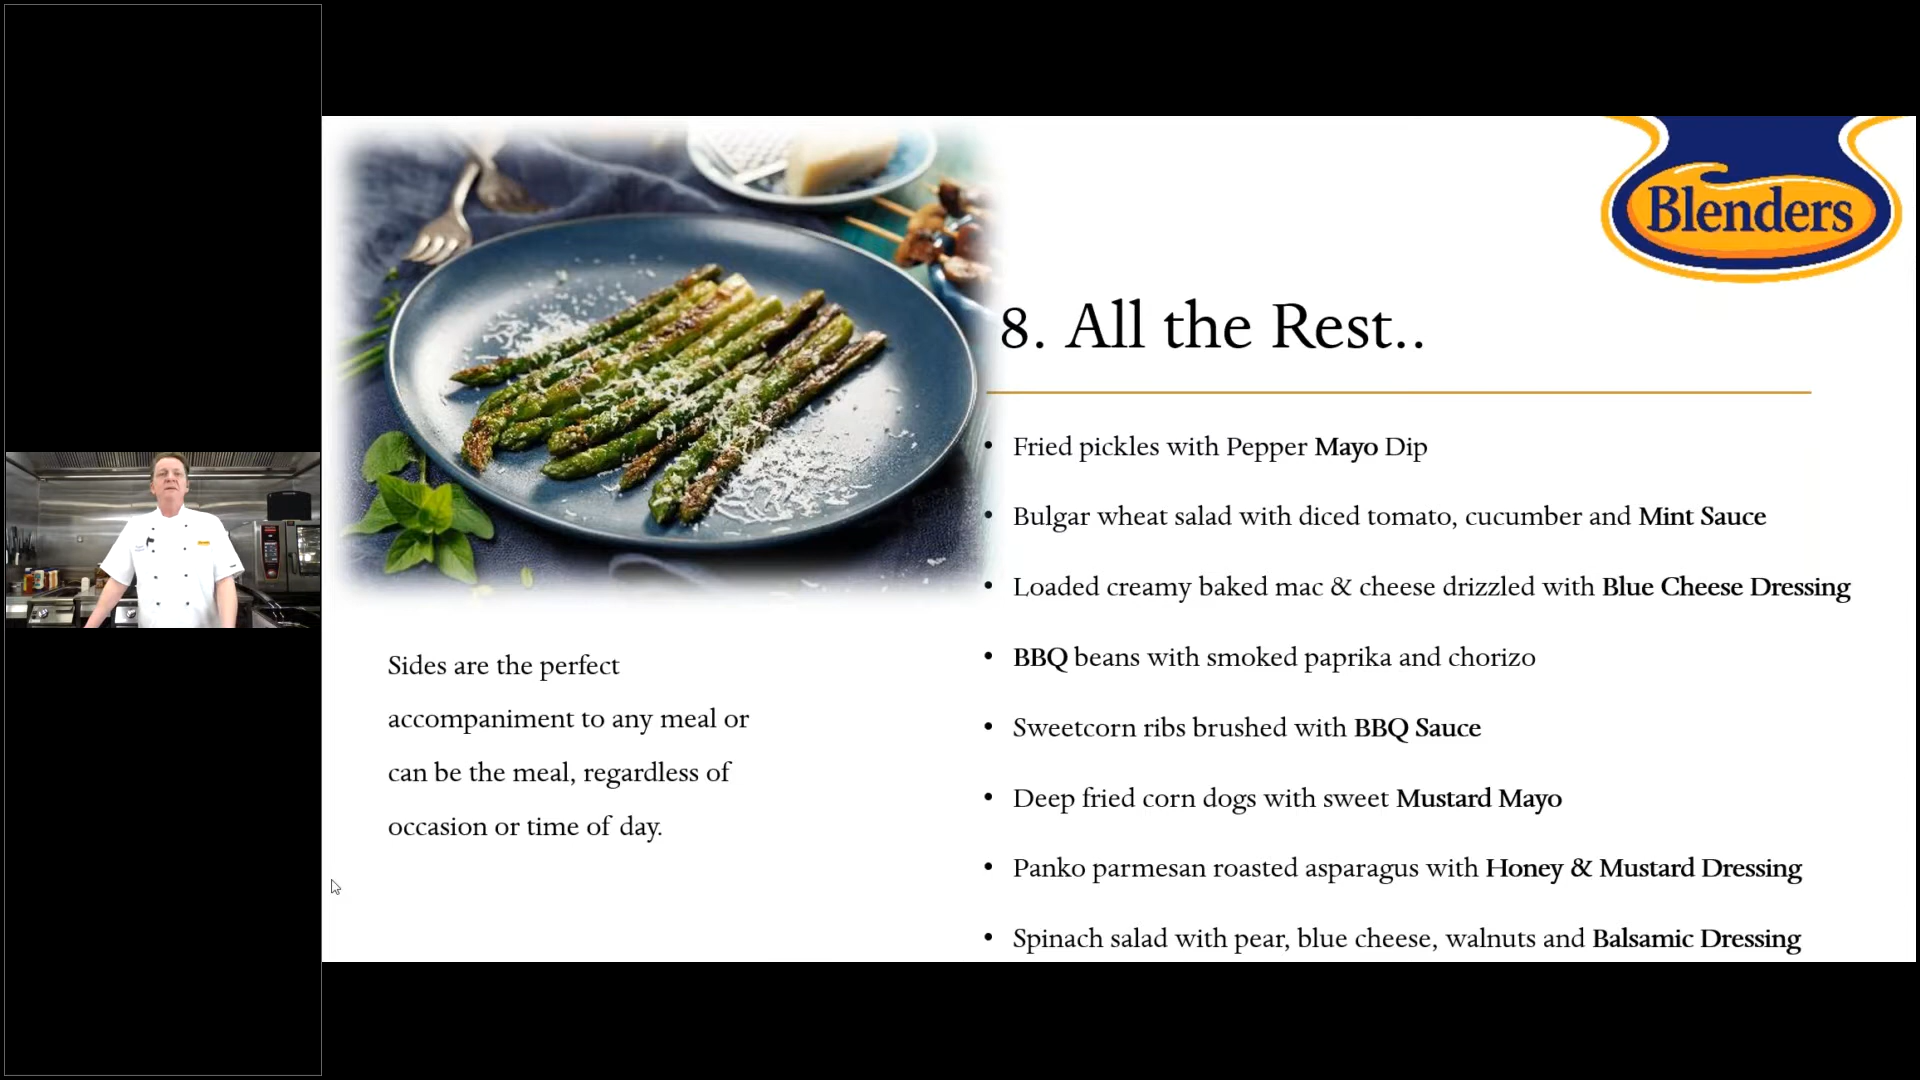 Blenders
8. All the Rest..
• Fried pickles with Pepper Mayo Dip
• Bulgar wheat salad with diced tomato, cucumber and Mint Sauce
• Loaded creamy baked mac & cheese drizzled with Blue Cheese Dressing
• BBQ beans with smoked paprika and chorizo
• Sweetcorn ribs brushed with BBQ Sauce
• Deep fried corn dogs with sweet Mustard Mayo
• Panko parmesan roasted asparagus with Honey & Mustard Dressing
• Spinach salad with pear, blue cheese, walnuts and Balsamic Dressing
Sides are the perfect
accompaniment to any meal or
can be the meal, regardless of
occasion or time of day.